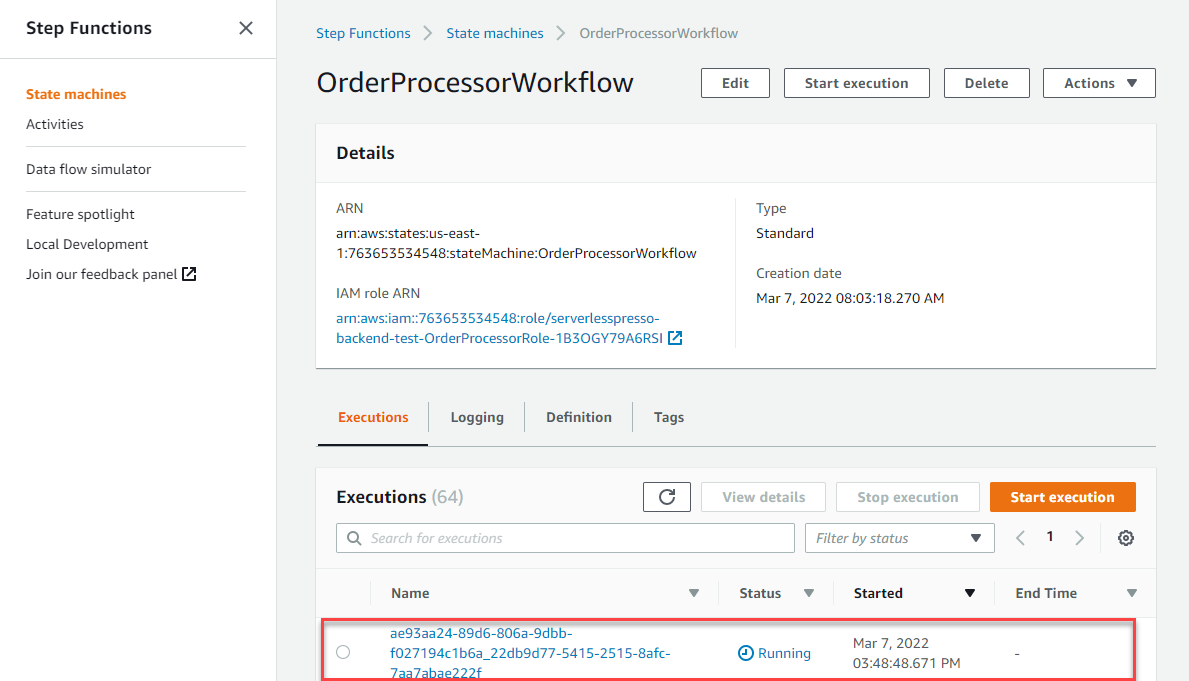 Step Functions
State machines
Activities
Data flow simulator
Feature spotlight
Local Development
Join our feedback panel
Step Functions State machines OrderProcessorWorkflow
OrderProcessorWorkflow
Edit Start execution Delete Actions
Details
ARN
arn:aws:states:us-east-
1:763653534548:stateMachine:OrderProcessorWorkflow
IAM role ARN
arn:aws:iam::763653534548:role/serverlesspresso-
backend-test-OrderProcessorRole-1B3OGY79A6RSI
Type
Standard
Creation date
Mar 7, 2022 08:03:18.270 AM
Executions Logging Definition Tags
Executions (64)
View details Stop execution Start execution
Search for executions Filter by status 1
Name Status Started End Time
ae93aa24-89d6-806a-9dbb-
f027194c1b6a_22db9d77-5415-2515-8afc-
7aa7abae222f
Running
Mar 7, 2022
03:48:48.671 PM
-